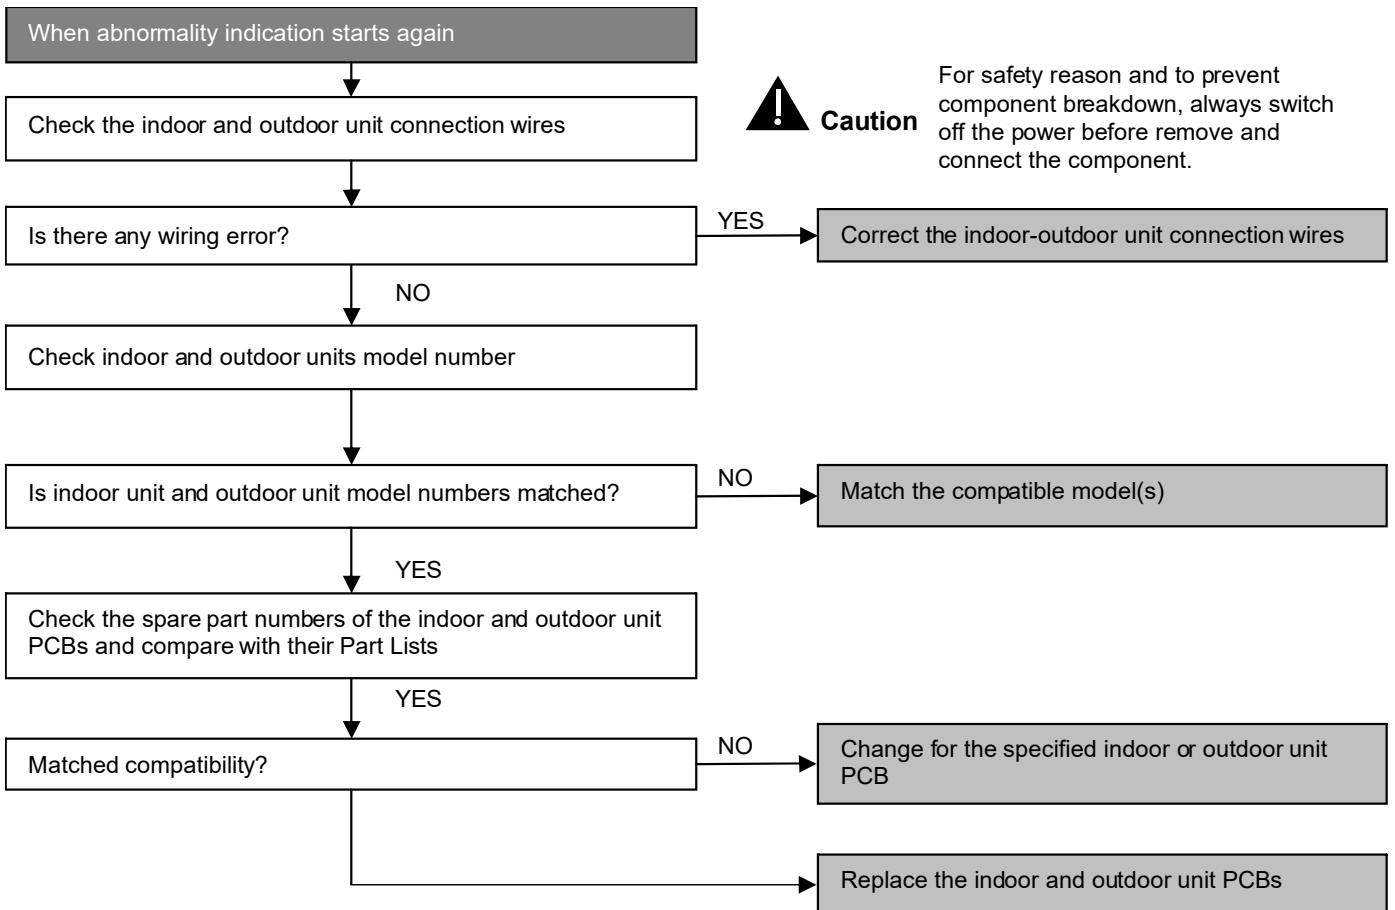 When abnormality indication starts again
Check the indoor and outdoor unit connection wires
Caution
For safety reason and to prevent
component breakdown, always switch
off the power before remove and
connect the component.
Is there any wiring error?
YES
Correct the indoor-outdoor unit connection wires
NO
Check indoor and outdoor units model number
Is indoor unit and outdoor unit model numbers matched?
NO
Match the compatible model(s)
YES
Check the spare part numbers of the indoor and outdoor unit
PCBs and compare with their Part Lists
YES
Matched compatibility?
NO
Change for the specified indoor or outdoor unit
PCB
Replace the indoor and outdoor unit PCBs